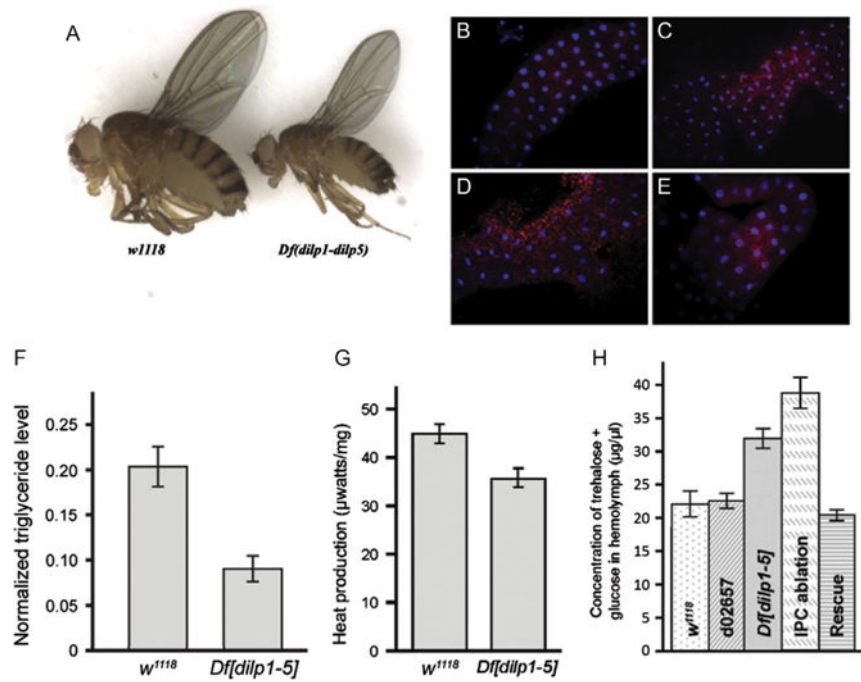 A
w1118
Df(dilp1-dilp5)
B
C
D
E
F
Normalized triglyceride level
0.25
0.20
0.15
0.10
0.05
0.00
w¹¹¹⁸
Df[dilp1-5]
G
Heat production (µwatts/mg)
50
40
30
20
10
0
w¹¹¹⁸
Df[dilp1-5]
H
Concentration of trehalose +
glucose in hemolymph (µg/µl)
40
35
30
25
20
15
10
5
0
w¹¹¹⁸
d02657
Df[dilp1-5]
IPC ablation
Rescue